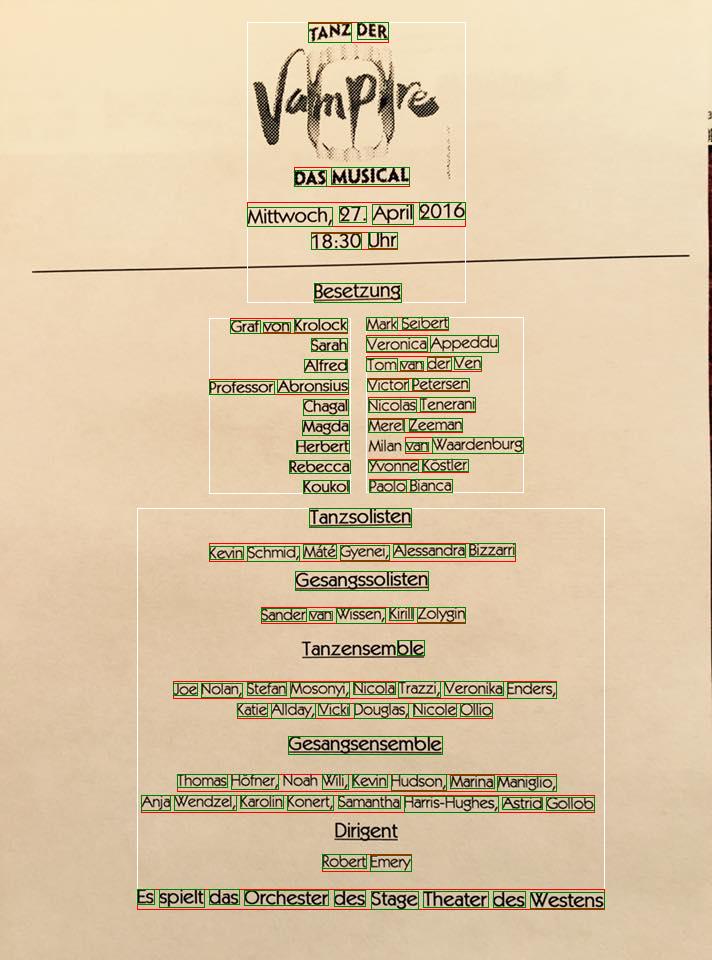 TANZ DER
Vampire
DAS MUSICAL
Mittwoch, 27. April 2016
18:30 Uhr
Besetzung
Graf von Krolock Mark Seibert
Sarah Veronica Appeddu
Alfred Tom van der Ven
Professor Abronsius Victor Petersen
Chagal Nicolas Tenerani
Magda Merel Zeeman
Herbert Milan van Waardenburg
Rebecca Yvonne Köstler
Koukol Paolo Bianca
Tanzsolisten
Kevin Schmid, Máté Gyenei, Alessandra Bizzarri
Gesangssolisten
Sander van Wissen, Kirill Zolygin
Tanzensemble
Joe Nolan, Stefan Mosonyi, Nicola Trazzi, Veronika Enders,
Katie Allday, Vicki Douglas, Nicole Ollio
Gesangsensemble
Thomas Höfner, Noah Wili, Kevin Hudson, Marina Maniglio,
Anja Wendzel, Karolin Konert, Samantha Harris-Hughes, Astrid Gollob
Dirigent
Robert Emery
Es spielt das Orchester des Stage Theater des Westens